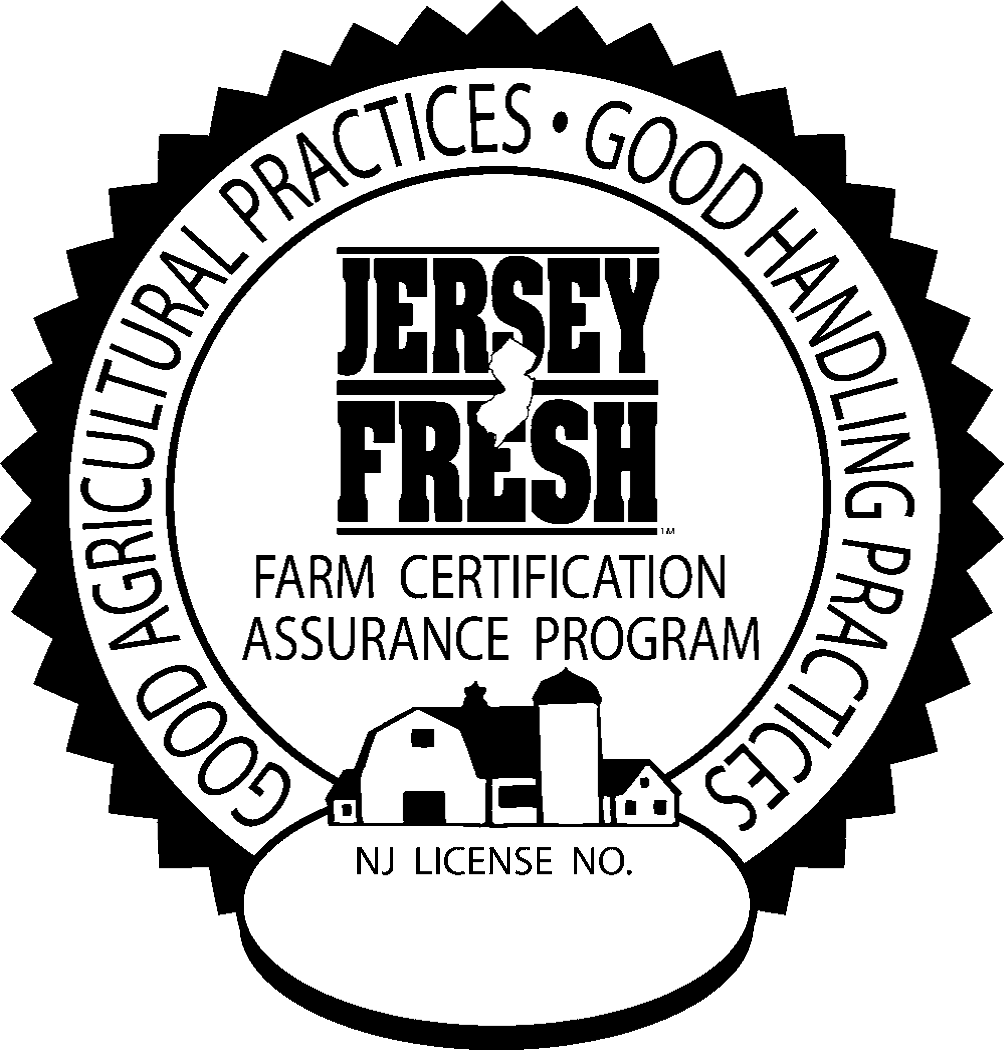 GOOD AGRICULTURAL PRACTICES • GOOD HANDLING PRACTICES
JERSEY
FRESH
TM
FARM CERTIFICATION
ASSURANCE PROGRAM
NJ LICENSE NO.